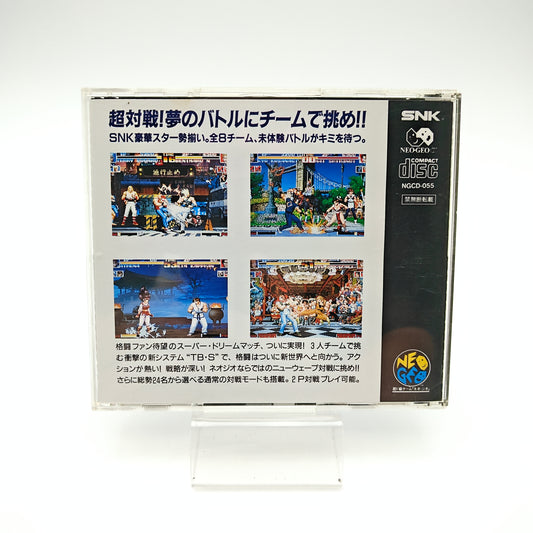 超対戦!夢のバトルにチームで挑め!!
SNK豪華スター勢揃い。全8チーム、未体験バトルがキミを待つ。
格闘ファン待望のスーパー・ドリームマッチ、ついに実現! 3人チームで挑
む衝撃の新システム"TB・S"で、格闘はついに新世界へと向かう。アク
ションが熱い! 戦略が深い! ネオジオならではのニューウェーブ対戦に挑め!!
さらに総勢24名から選べる通常の対戦モードも搭載。2P対戦プレイ可能。
SNK
NEO・GEO
COMPACT
disc
NGCD-055
禁無断転載
NEO
GEO